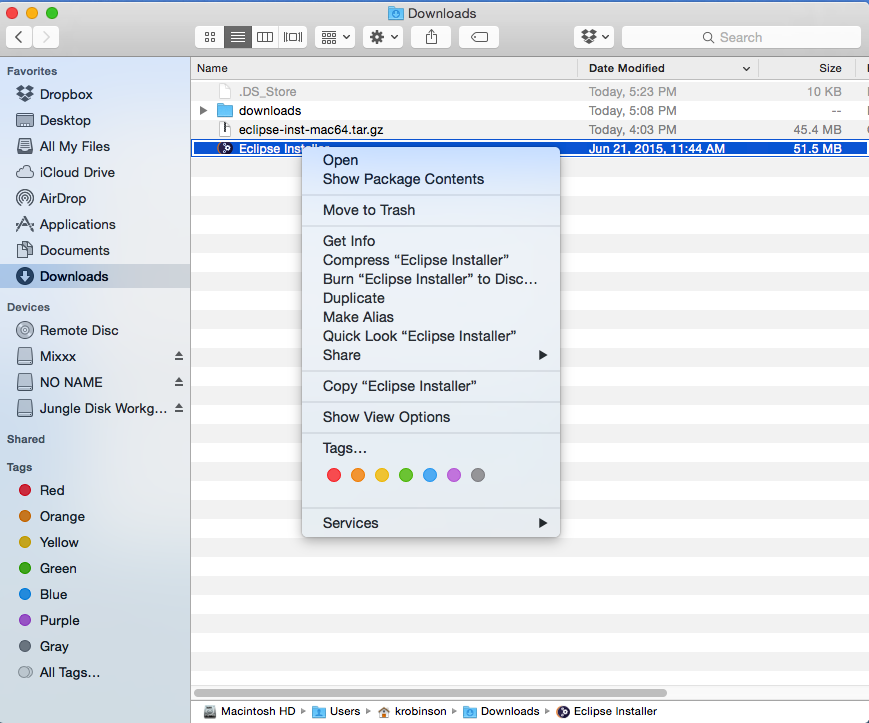 Downloads
Search
Favorites
Dropbox
Desktop
All My Files
iCloud Drive
AirDrop
Applications
Documents
Downloads
Devices
Remote Disc
Mixxx
NO NAME
Jungle Disk Workg...
Shared
Tags
Red
Orange
Yellow
Green
Blue
Purple
Gray
All Tags...
Name Date Modified Size
.DS_Store Today, 5:23 PM 10 KB
downloads Today, 5:08 PM --
eclipse-inst-mac64.tar.gz Today, 4:03 PM 45.4 MB
Eclipse Installer Jun 21, 2015, 11:44 AM 51.5 MB
Open
Show Package Contents
Move to Trash
Get Info
Compress “Eclipse Installer”
Burn “Eclipse Installer” to Disc...
Duplicate
Make Alias
Quick Look “Eclipse Installer”
Share
Copy “Eclipse Installer”
Show View Options
Tags...
Services
Macintosh HD Users krobinson Downloads Eclipse Installer